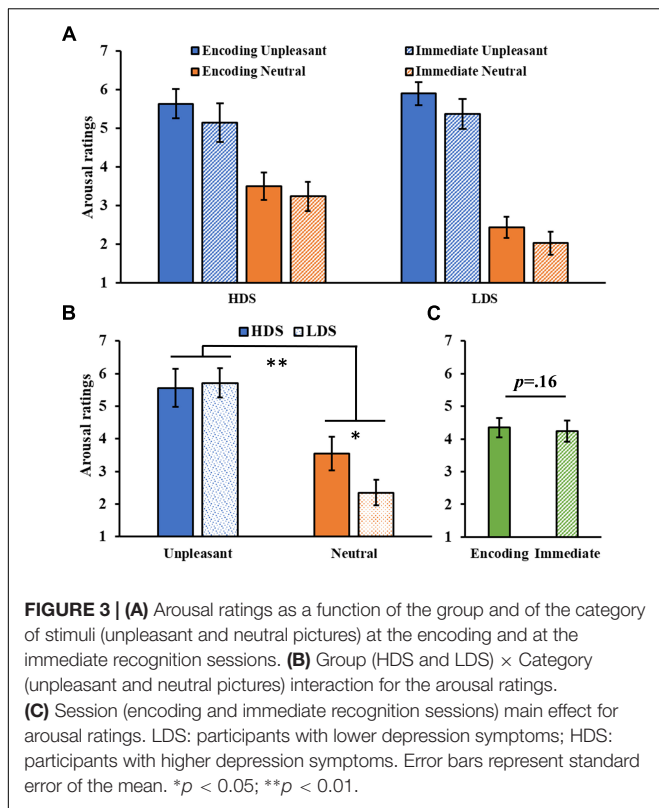 A
Encoding Unpleasant
Immediate Unpleasant
Encoding Neutral
Immediate Neutral
Arousal ratings
7
6
5
4
3
2
1
HDS
LDS
B
HDS
LDS
Arousal ratings
7
6
5
4
3
2
1
**
*
Unpleasant
Neutral
C
7
6
5
4
3
2
1
p=.16
Encoding Immediate
FIGURE 3 | (A) Arousal ratings as a function of the group and of the category
of stimuli (unpleasant and neutral pictures) at the encoding and at the
immediate recognition sessions. (B) Group (HDS and LDS) × Category
(unpleasant and neutral pictures) interaction for the arousal ratings.
(C) Session (encoding and immediate recognition sessions) main effect for
arousal ratings. LDS: participants with lower depression symptoms; HDS:
participants with higher depression symptoms. Error bars represent standard
error of the mean. *p < 0.05; **p < 0.01.